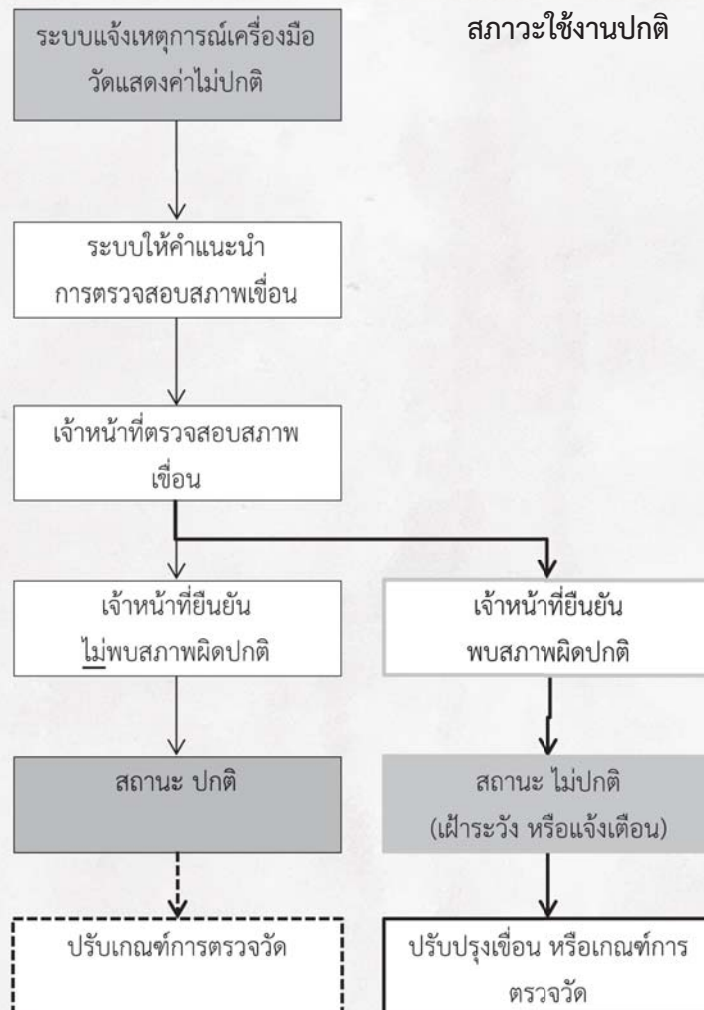 สภาวะใช้งานปกติ
ระบบแจ้งเหตุการณ์เครื่องมือ
วัดแสดงค่าไม่ปกติ
ระบบให้คำแนะนำ
การตรวจสอบสภาพเขื่อน
เจ้าหน้าที่ตรวจสอบสภาพ
เขื่อน
เจ้าหน้าที่ยืนยัน
ไม่พบสภาพผิดปกติ
เจ้าหน้าที่ยืนยัน
พบสภาพผิดปกติ
สถานะ ปกติ
สถานะ ไม่ปกติ
(เฝ้าระวัง หรือแจ้งเตือน)
ปรับเกณฑ์การตรวจวัด
ปรับปรุงเขื่อน หรือเกณฑ์การ
ตรวจวัด